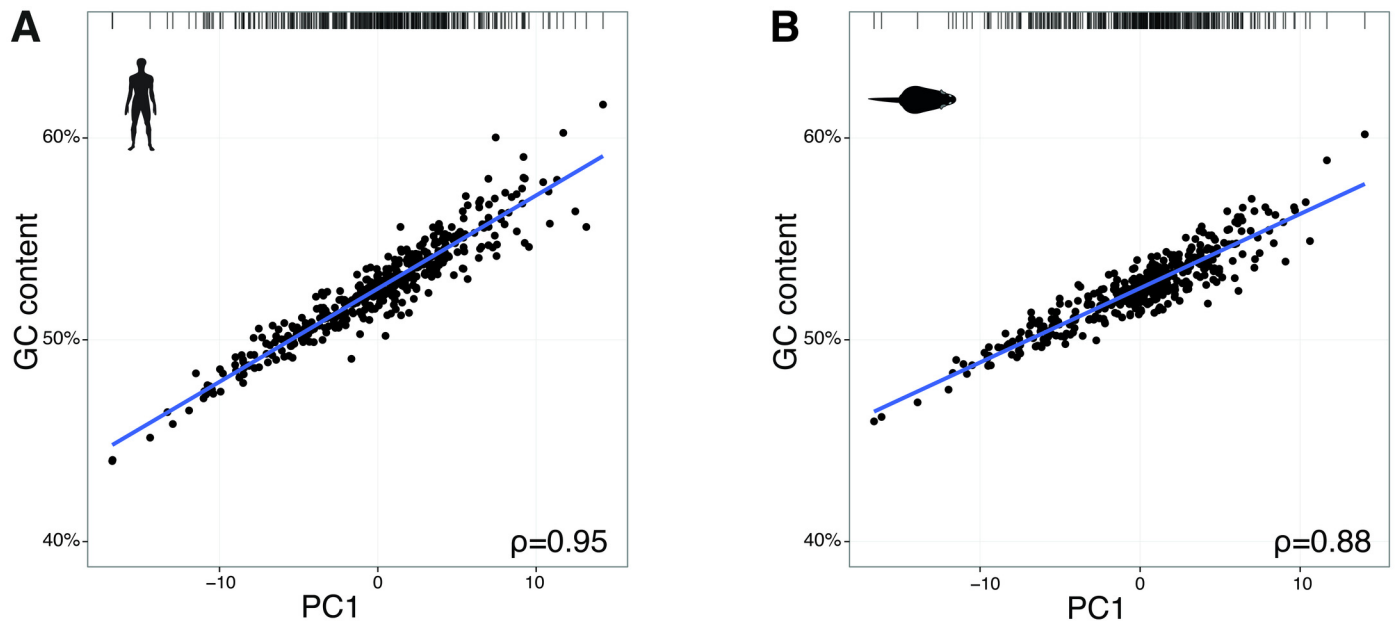 A
60%
50%
40%
GC content
ρ=0.95
−10 0 10
PC1
B
60%
50%
40%
GC content
ρ=0.88
−10 0 10
PC1